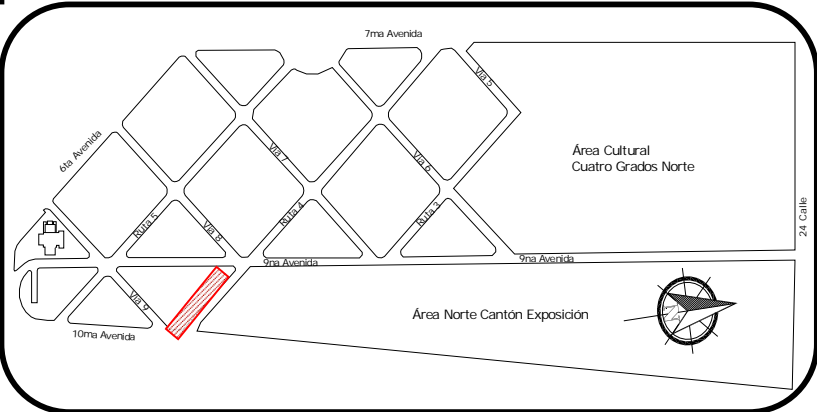 7ma Avenida
Vía 5
6ta Avenida
Vía 7
Vía 6
Área Cultural
Cuatro Grados Norte
24 Calle
Ruta 5
Vía 8
Ruta 4
Ruta 3
9na Avenida
9na Avenida
Vía 9
10ma Avenida
Área Norte Cantón Exposición